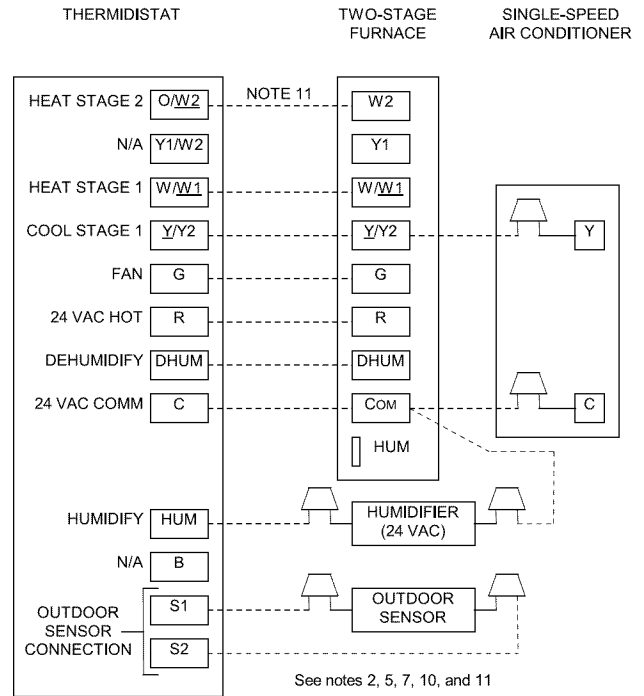 THERMIDISTAT
TWO-STAGE
FURNACE
SINGLE-SPEED
AIR CONDITIONER
HEAT STAGE 2 O/W2 NOTE 11 W2
N/A Y1/W2 Y1
HEAT STAGE 1 W/W1 W/W1
COOL STAGE 1 Y/Y2 Y/Y2 Y
FAN G G
24 VAC HOT R R
DEHUMIDIFY DHUM DHUM
24 VAC COMM C COM C
HUM
HUMIDIFY HUM HUMIDIFIER
(24 VAC)
N/A B
OUTDOOR
SENSOR
CONNECTION
S1
S2
OUTDOOR
SENSOR
See notes 2, 5, 7, 10, and 11